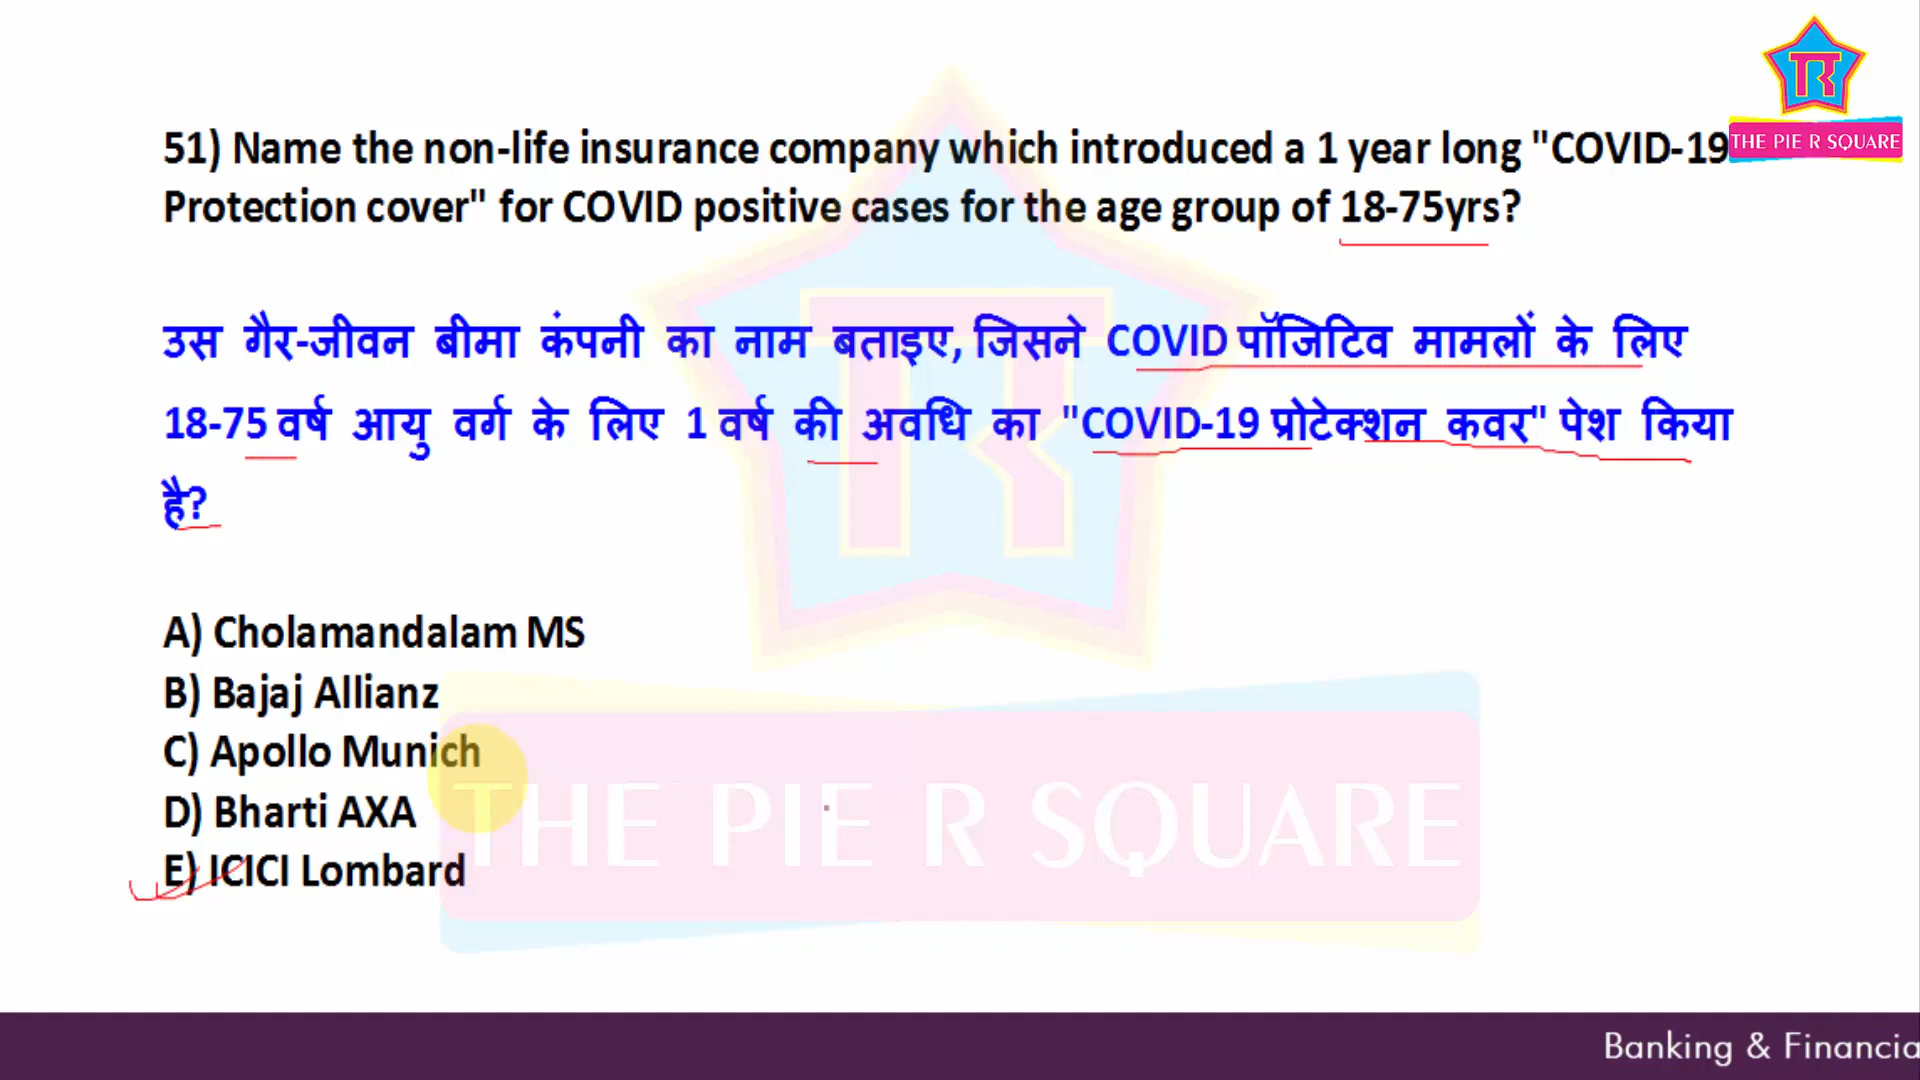 51) Name the non-life insurance company which introduced a 1 year long "COVID-19
Protection cover" for COVID positive cases for the age group of 18-75yrs?
उस गैर-जीवन बीमा कंपनी का नाम बताइए, जिसने COVID पॉजिटिव मामलों के लिए
18-75 वर्ष आयु वर्ग के लिए 1 वर्ष की अवधि का "COVID-19 प्रोटेक्शन कवर" पेश किया
है?
A) Cholamandalam MS
B) Bajaj Allianz
C) Apollo Munich
D) Bharti AXA
E) ICICI Lombard
THE PIE R SQUARE
THE PIE R SQUARE
Banking & Financia